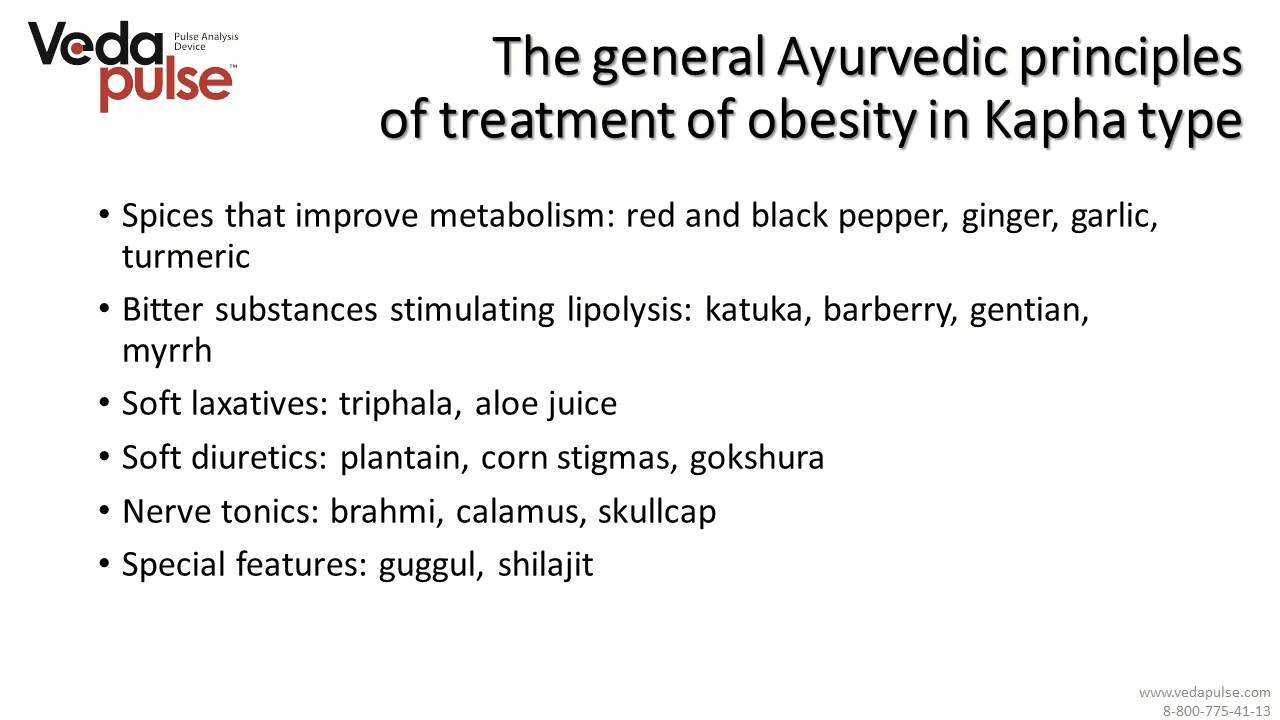 Veda
pulse™
Pulse Analysis
Device
The general Ayurvedic principles
of treatment of obesity in Kapha type
• Spices that improve metabolism: red and black pepper, ginger, garlic,
turmeric
• Bitter substances stimulating lipolysis: katuka, barberry, gentian,
myrrh
• Soft laxatives: triphala, aloe juice
• Soft diuretics: plantain, corn stigmas, gokshura
• Nerve tonics: brahmi, calamus, skullcap
• Special features: guggul, shilajit
www.vedapulse.com
8-800-775-41-13